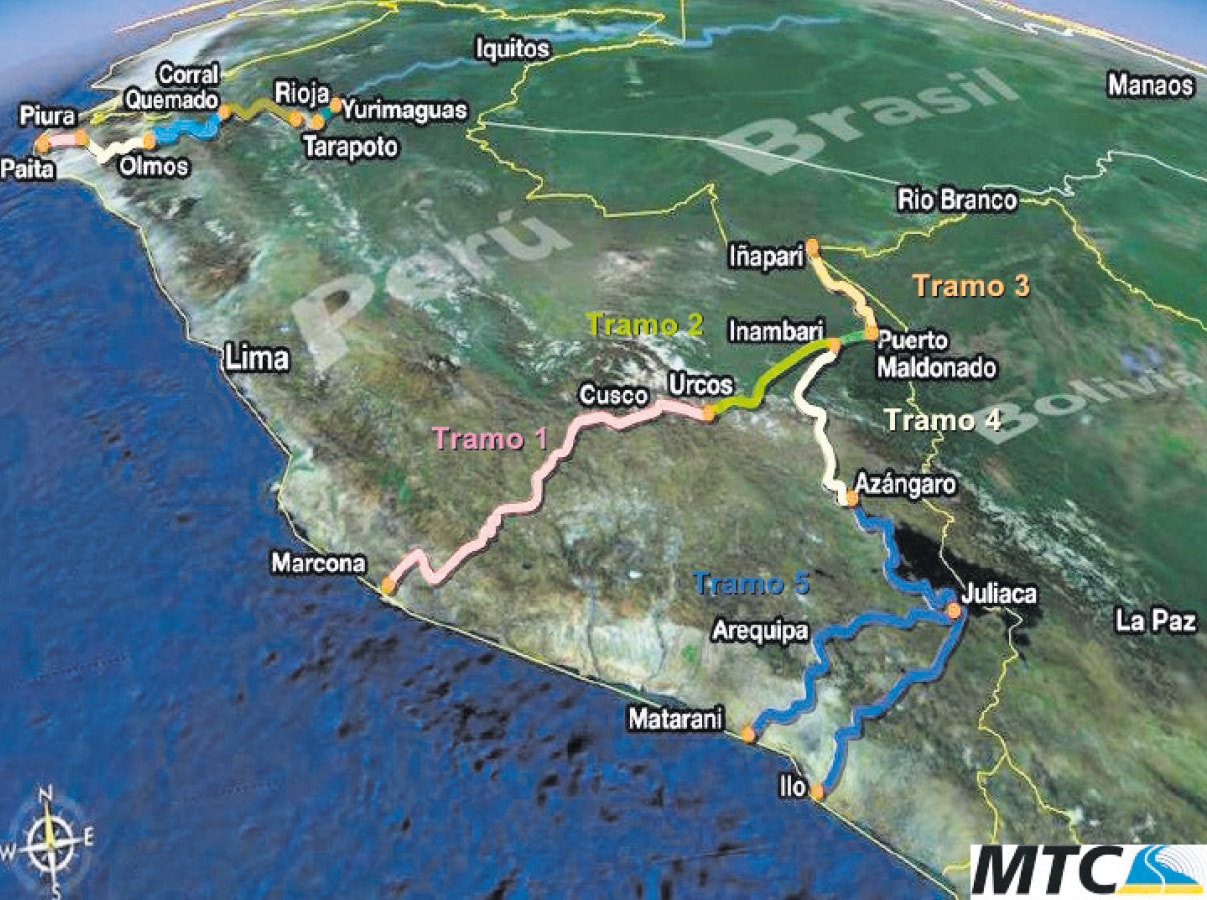 Iquitos
Manaos
Corral
Quemado
Rioja
Yurimaguas
Piura
Tarapoto
Paita
Olmos
Brasil
Rio Branco
Perú
Iñapari
Tramo 3
Tramo 2
Inambari
Puerto
Maldonado
Lima
Bolivia
Cusco
Urcos
Tramo 4
Tramo 1
Azángaro
Marcona
Tramo 5
Juliaca
Arequipa
La Paz
Matarani
Ilo
N
W
E
S
MTC